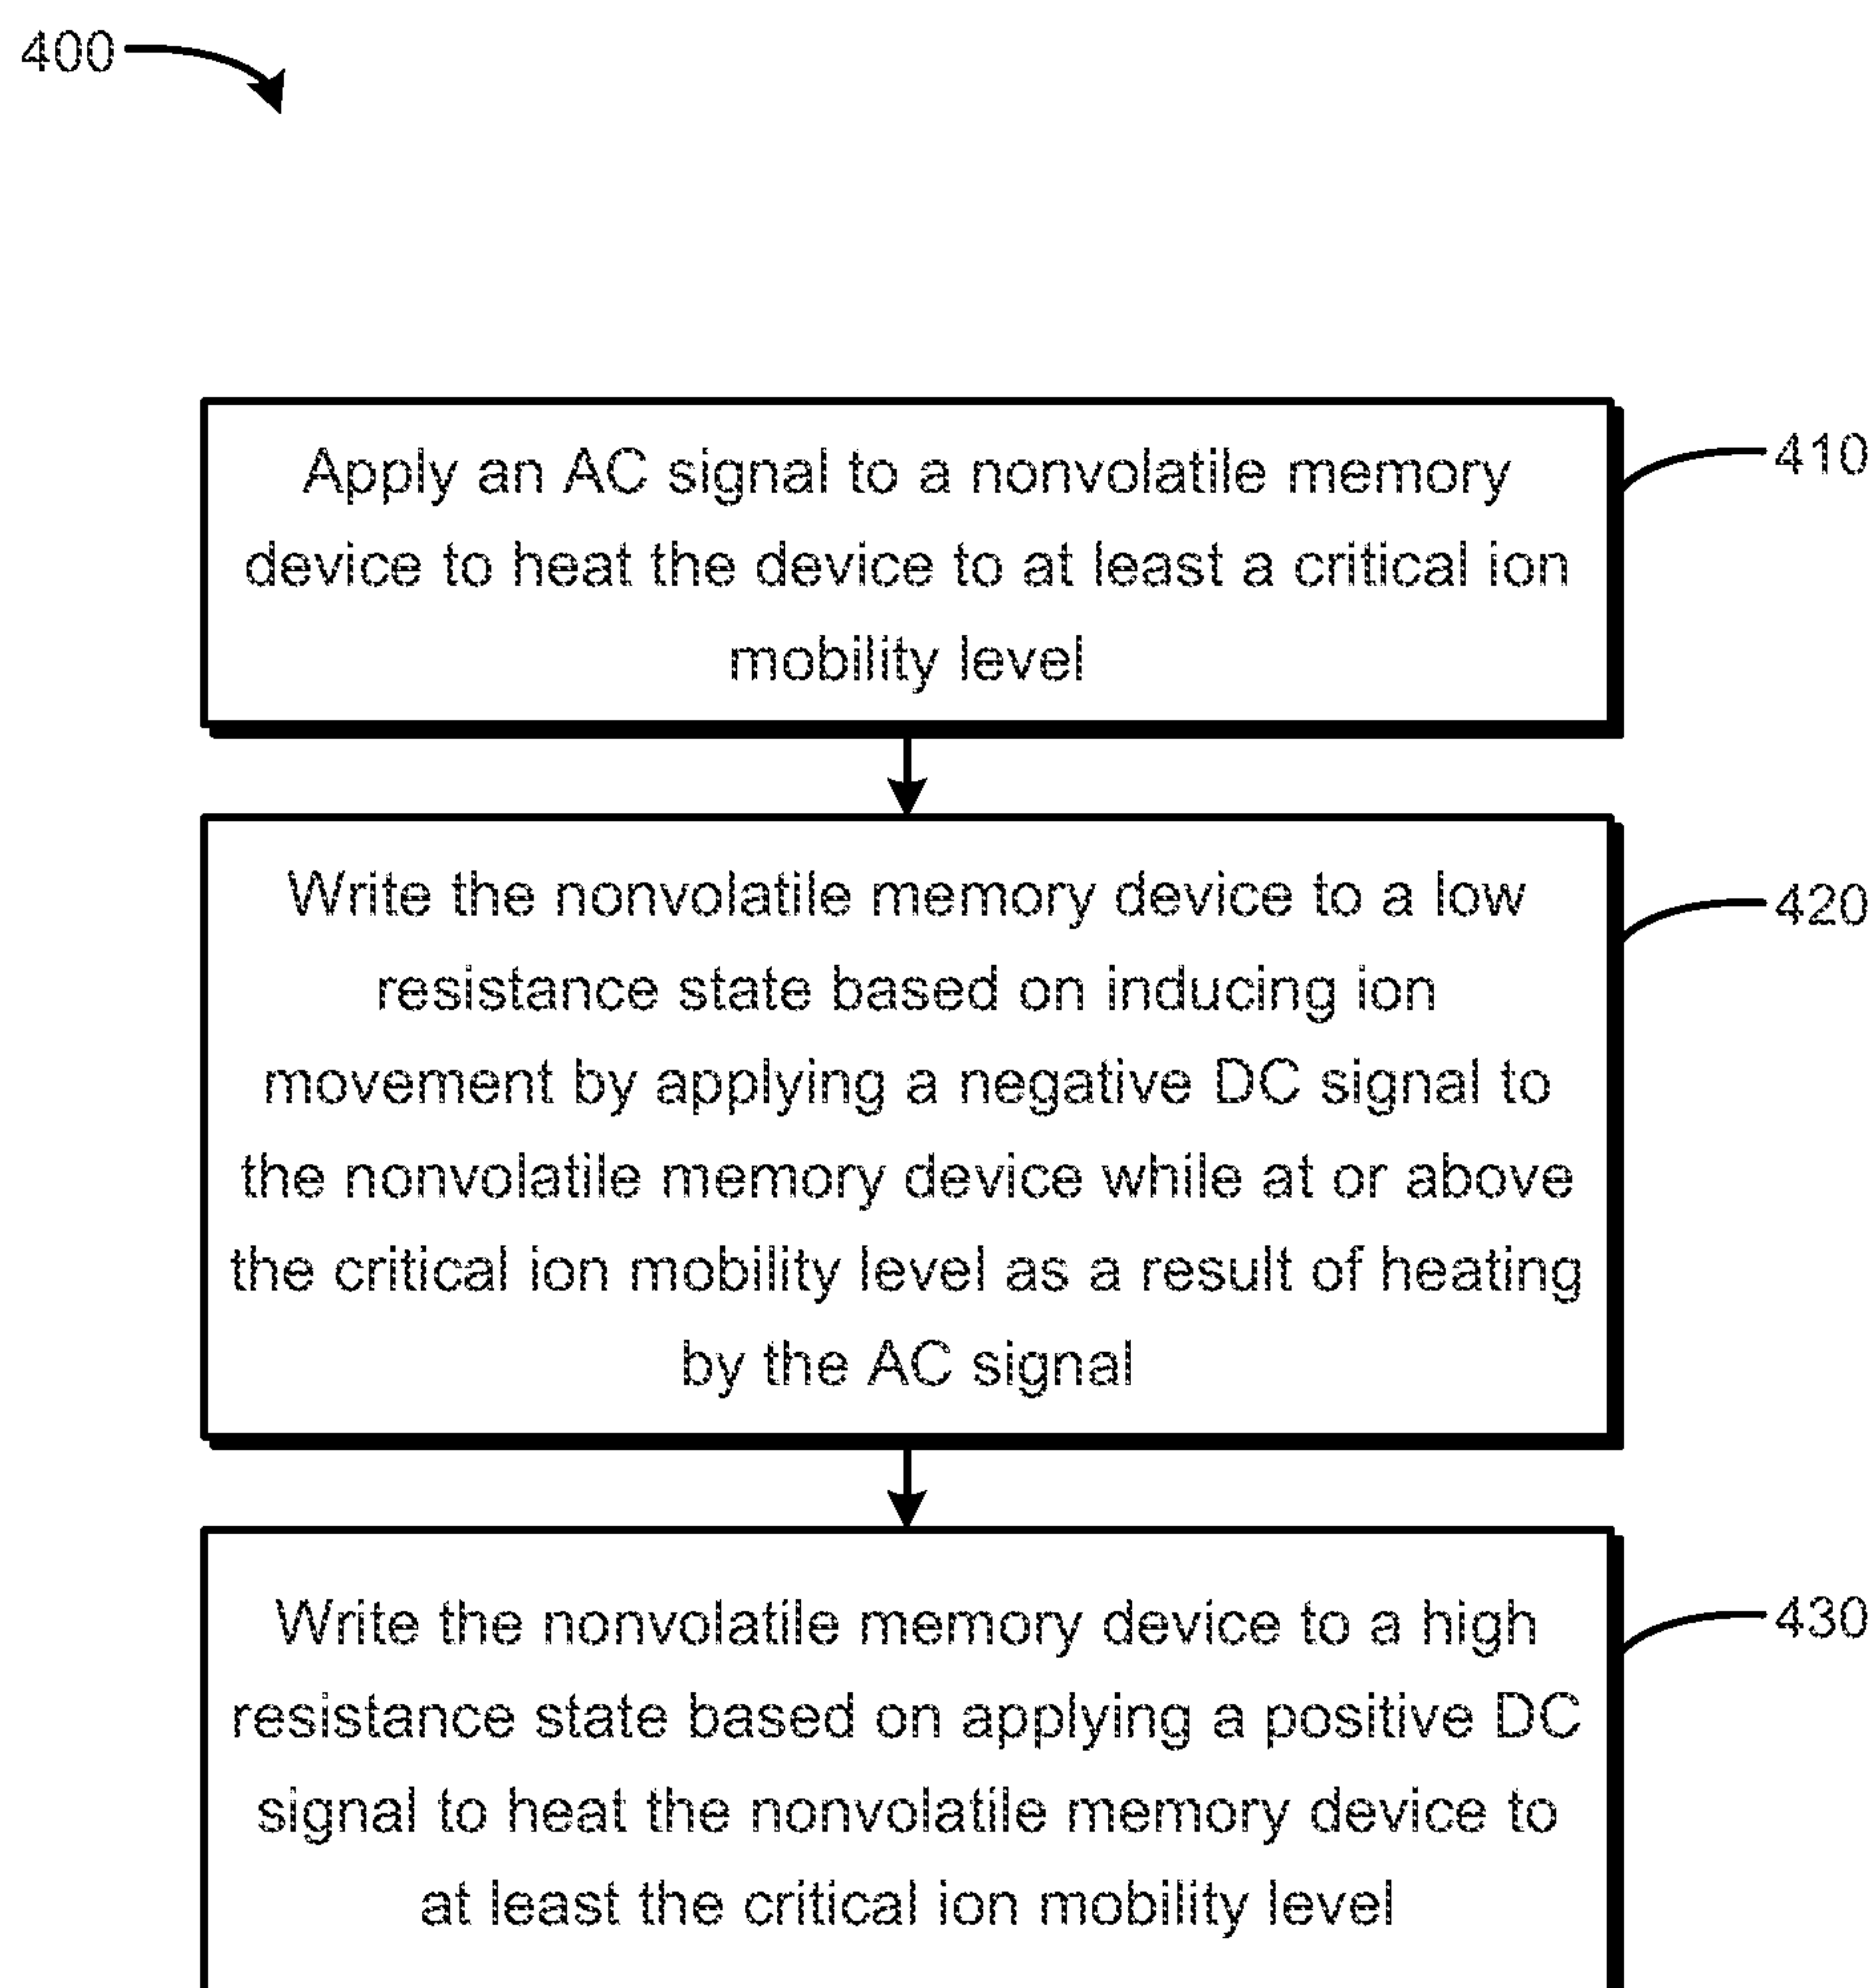 400
Apply an AC signal to a nonvolatile memory
device to heat the device to at least a critical ion
mobility level
410
Write the nonvolatile memory device to a low
resistance state based on inducing ion
movement by applying a negative DC signal to
the nonvolatile memory device while at or above
the critical ion mobility level as a result of heating
by the AC signal
420
Write the nonvolatile memory device to a high
resistance state based on applying a positive DC
signal to heat the nonvolatile memory device to
at least the critical ion mobility level
430